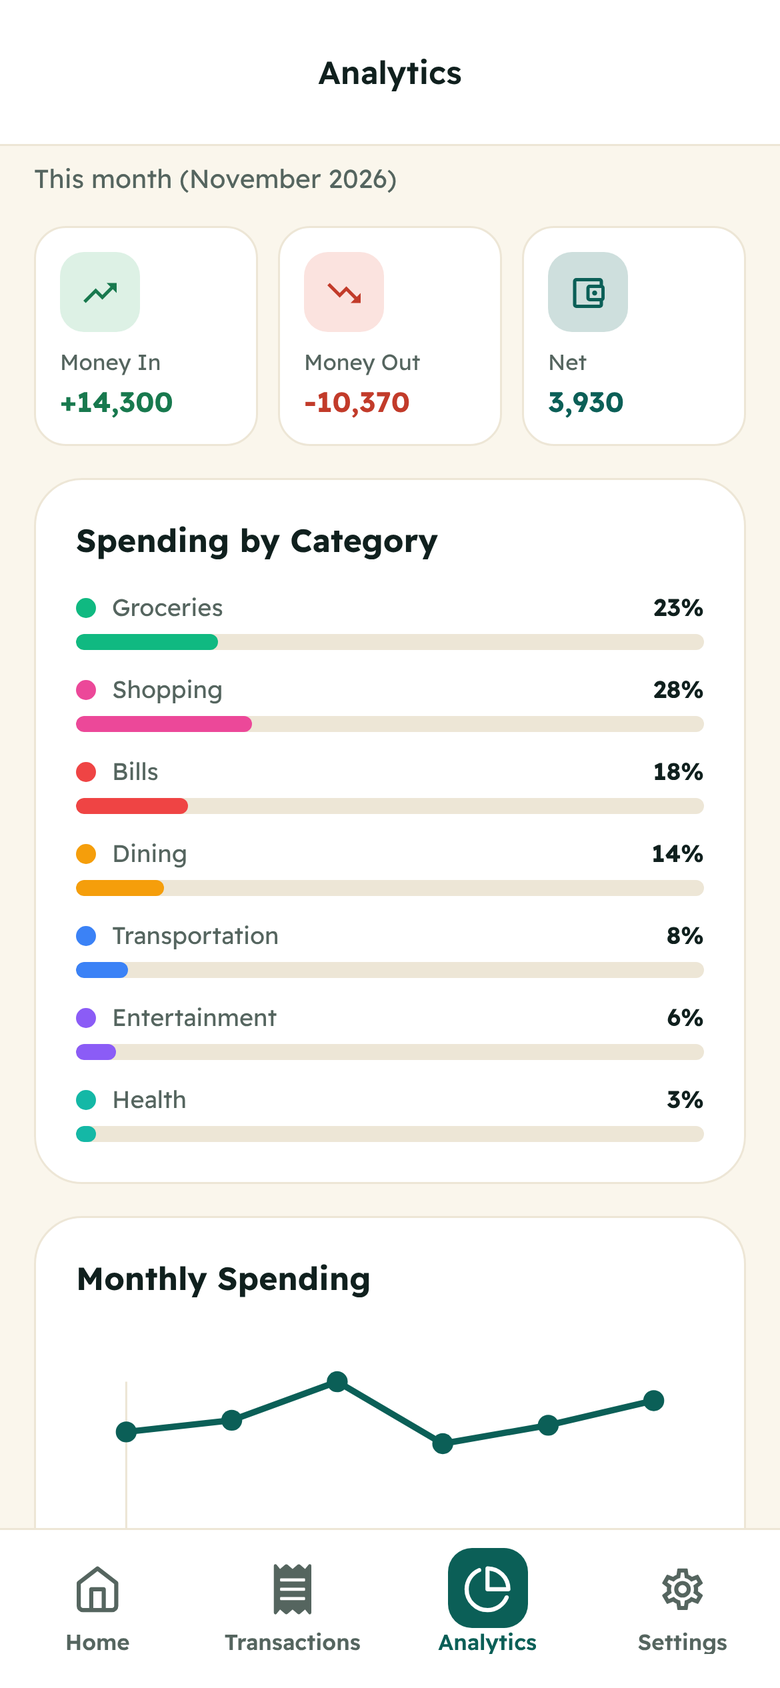 Analytics
This month (November 2026)
Money In
+14,300
Money Out
-10,370
Net
3,930
Spending by Category
Groceries 23%
Shopping 28%
Bills 18%
Dining 14%
Transportation 8%
Entertainment 6%
Health 3%
Monthly Spending
Home Transactions Analytics Settings